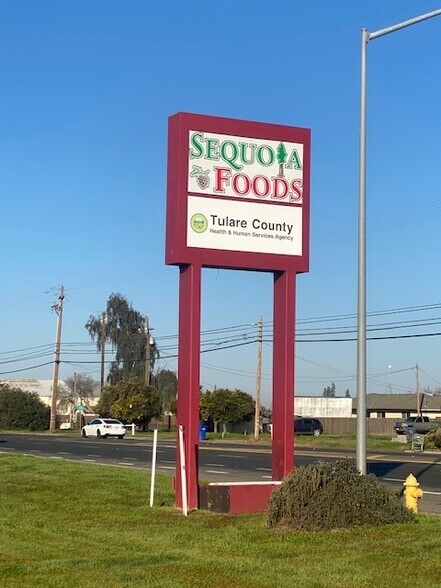 SEQUOIA
FOODS
Tulare County
Health & Human Services Agency